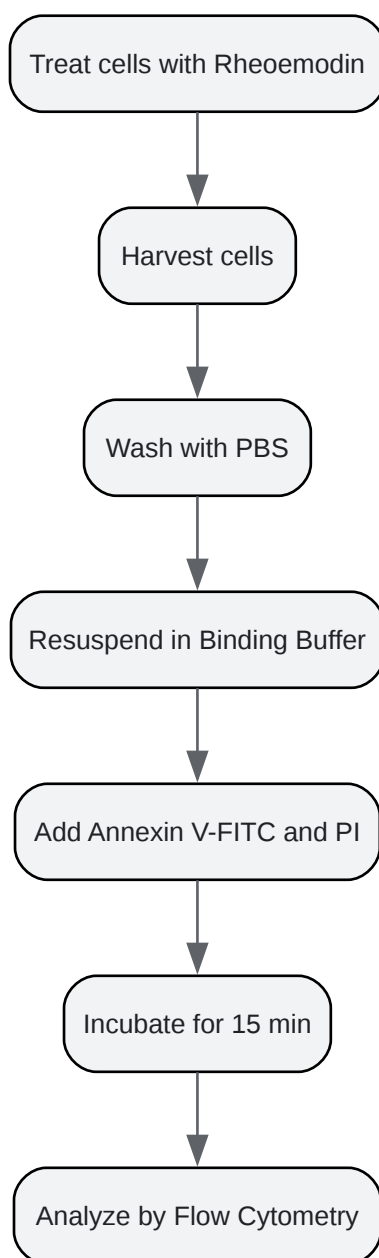 Treat cells with Rheoemodin
Harvest cells
Wash with PBS
Resuspend in Binding Buffer
Add Annexin V-FITC and PI
Incubate for 15 min
Analyze by Flow Cytometry